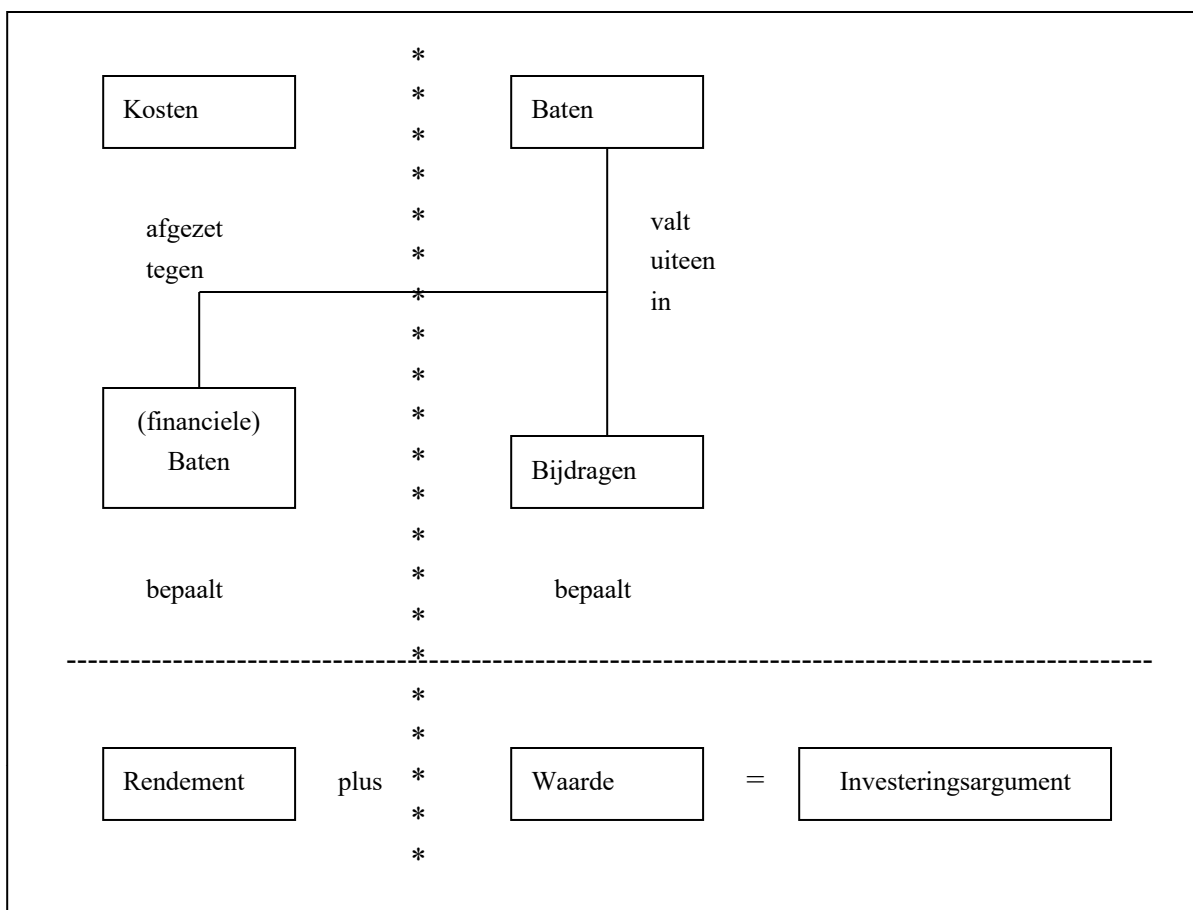 Kosten
Baten
afgezet
tegen
valt
uiteen
in
(financiele)
Baten
Bijdragen
bepaalt
bepaalt
Rendement plus Waarde = Investeringsargument